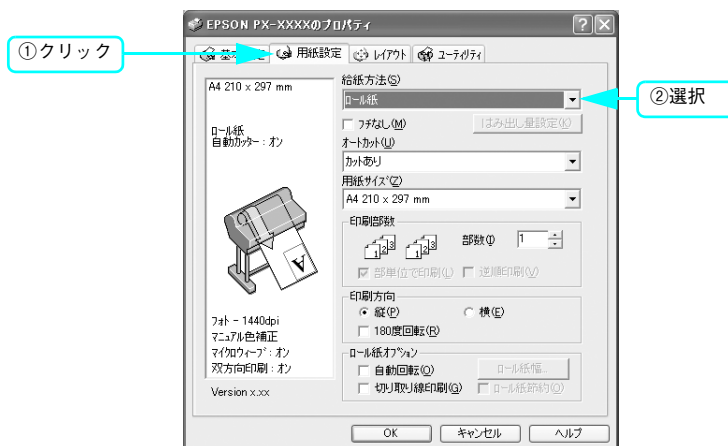 EPSON PX-XXXXのプロパティ
①クリック
用紙設定
レイアウト
ユーティリティ
A4 210 x 297 mm
ロール紙
自動カッター：オン
A
フォト - 1440dpi
マニュアル色補正
マイクロウィーブ：オン
双方向印刷：オン
Version x.xx
給紙方法(S)
ロール紙
②選択
フチなし(M)
はみ出し量設定(K)
オートカット(U)
カットあり
用紙サイズ(Z)
A4 210 x 297 mm
印刷部数
1 2 3
1 2 3
部数(I)
1
部単位で印刷(L)
逆順印刷(V)
印刷方向
縦(P)
横(E)
180度回転(R)
ロール紙オプション
自動回転(O)
ロール紙幅...
切り取り線印刷(G)
ロール紙節約(Q)
OK
キャンセル
ヘルプ